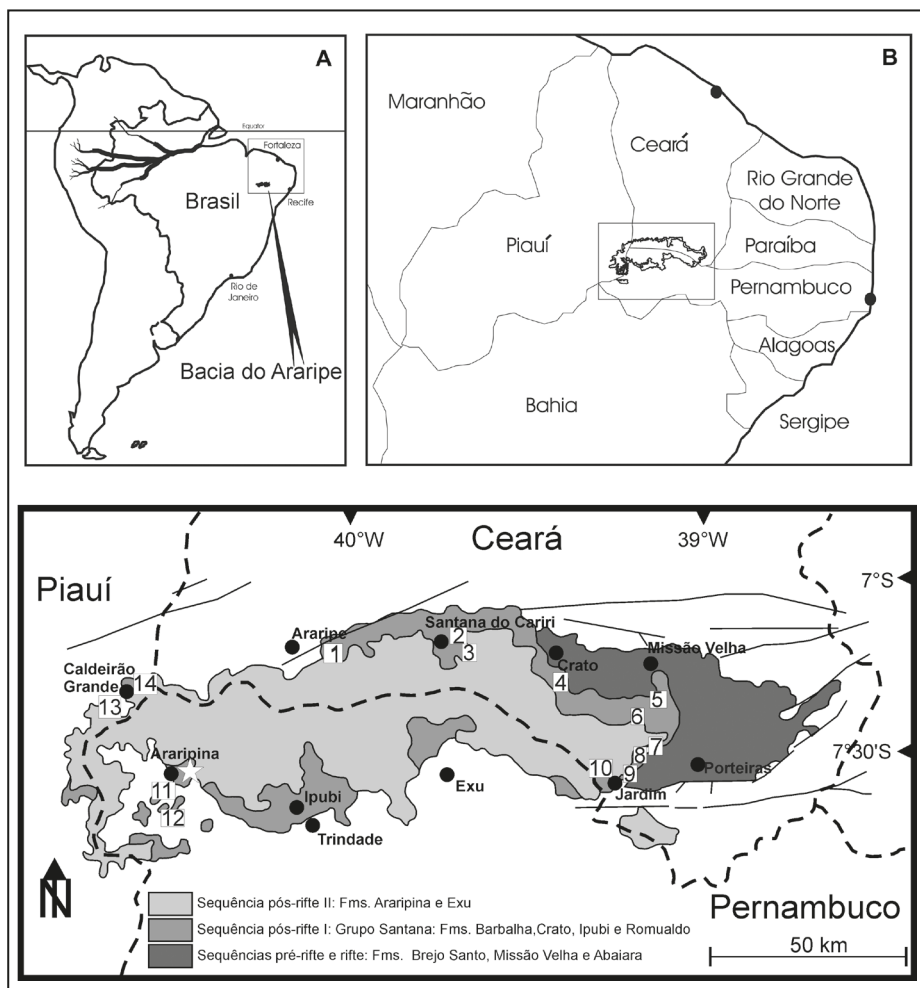 A
Equator
Fortaleza
Brasil
Recife
Rio de
Janeiro
Bacia do Araripe
B
Maranhão
Ceará
Rio Grande
do Norte
Piauí
Paraíba
Pernambuco
Alagoas
Bahia
Sergipe
40°W
Ceará
39°W
Piauí
7°S
Araripe
1
Santana do Cariri
2
3
Crato
Missão Velha
Caldeirão
Grande
14
13
4
5
6
7
7°30'S
Araripina
8
10
9
Porteiras
11
Ipubi
Exu
Jardim
12
Trindade
N
Sequência pós-rifte II: Fms. Araripina e Exu
Sequência pós-rifte I: Grupo Santana: Fms. Barbalha,Crato, Ipubi e Romualdo
Sequências pré-rifte e rifte: Fms. Brejo Santo, Missão Velha e Abaiara
Pernambuco
50 km